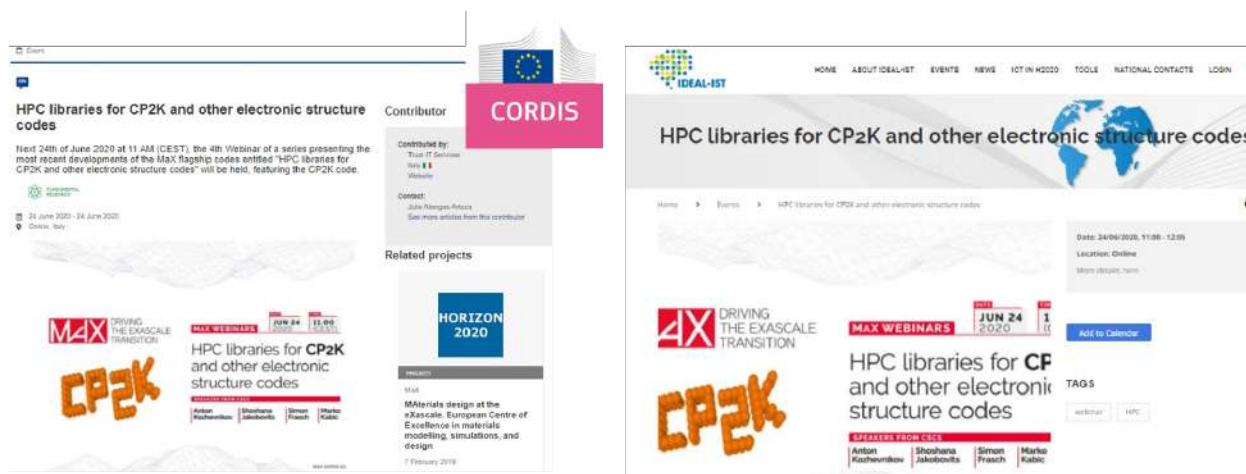 Event
EN
HPC libraries for CP2K and other electronic structure
codes
Next 24th of June 2020 at 11 AM (CEST), the 4th Webinar of a series presenting the
most recent developments of the MaX flagship codes entitled "HPC libraries for
CP2K and other electronic structure codes" will be held, featuring the CP2K code.
FUNDAMENTAL
RESEARCH
24 June 2020 - 24 June 2020
Online, Italy
MAX
DRIVING
THE EXASCALE
TRANSITION
MAX WEBINARS
DATE
JUN 24
2020
11.00
(CEST)
CP2K
HPC libraries for CP2K
and other electronic
structure codes
SPEAKERS FROM CSCS
Anton
Kozhevnikov
Shoshana
Jakobovits
Simon
Frasch
Marko
Kabic
CORDIS
Contributor
Contributed by:
Trust-IT Services
Italy
Website
Contact:
See more articles from this contributor
Related projects
HORIZON
2020
PROJECT
MaX
MAterials design at the
eXascale. European Centre of
Excellence in materials
modelling, simulations, and
design
7 February 2019
IDEAL-IST
HOME ABOUT IDEAL-IST EVENTS NEWS ICT IN H2020 TOOLS NATIONAL CONTACTS LOGIN
HPC libraries for CP2K and other electronic structure codes
Home > Events > HPC libraries for CP2K and other electronic structure codes
Date: 24/06/2020, 11:00 - 12:05
Location: Online
More details: here
Add to Calendar
TAGS
webinar HPC
AX
DRIVING
THE EXASCALE
TRANSITION
MAX WEBINARS
DATE
JUN 24
2020
CP2K
HPC libraries for CP
and other electronic
structure codes
SPEAKERS FROM CSCS
Anton
Kozhevnikov
Shoshana
Jakobovits
Simon
Frasch
Marko
Kabic